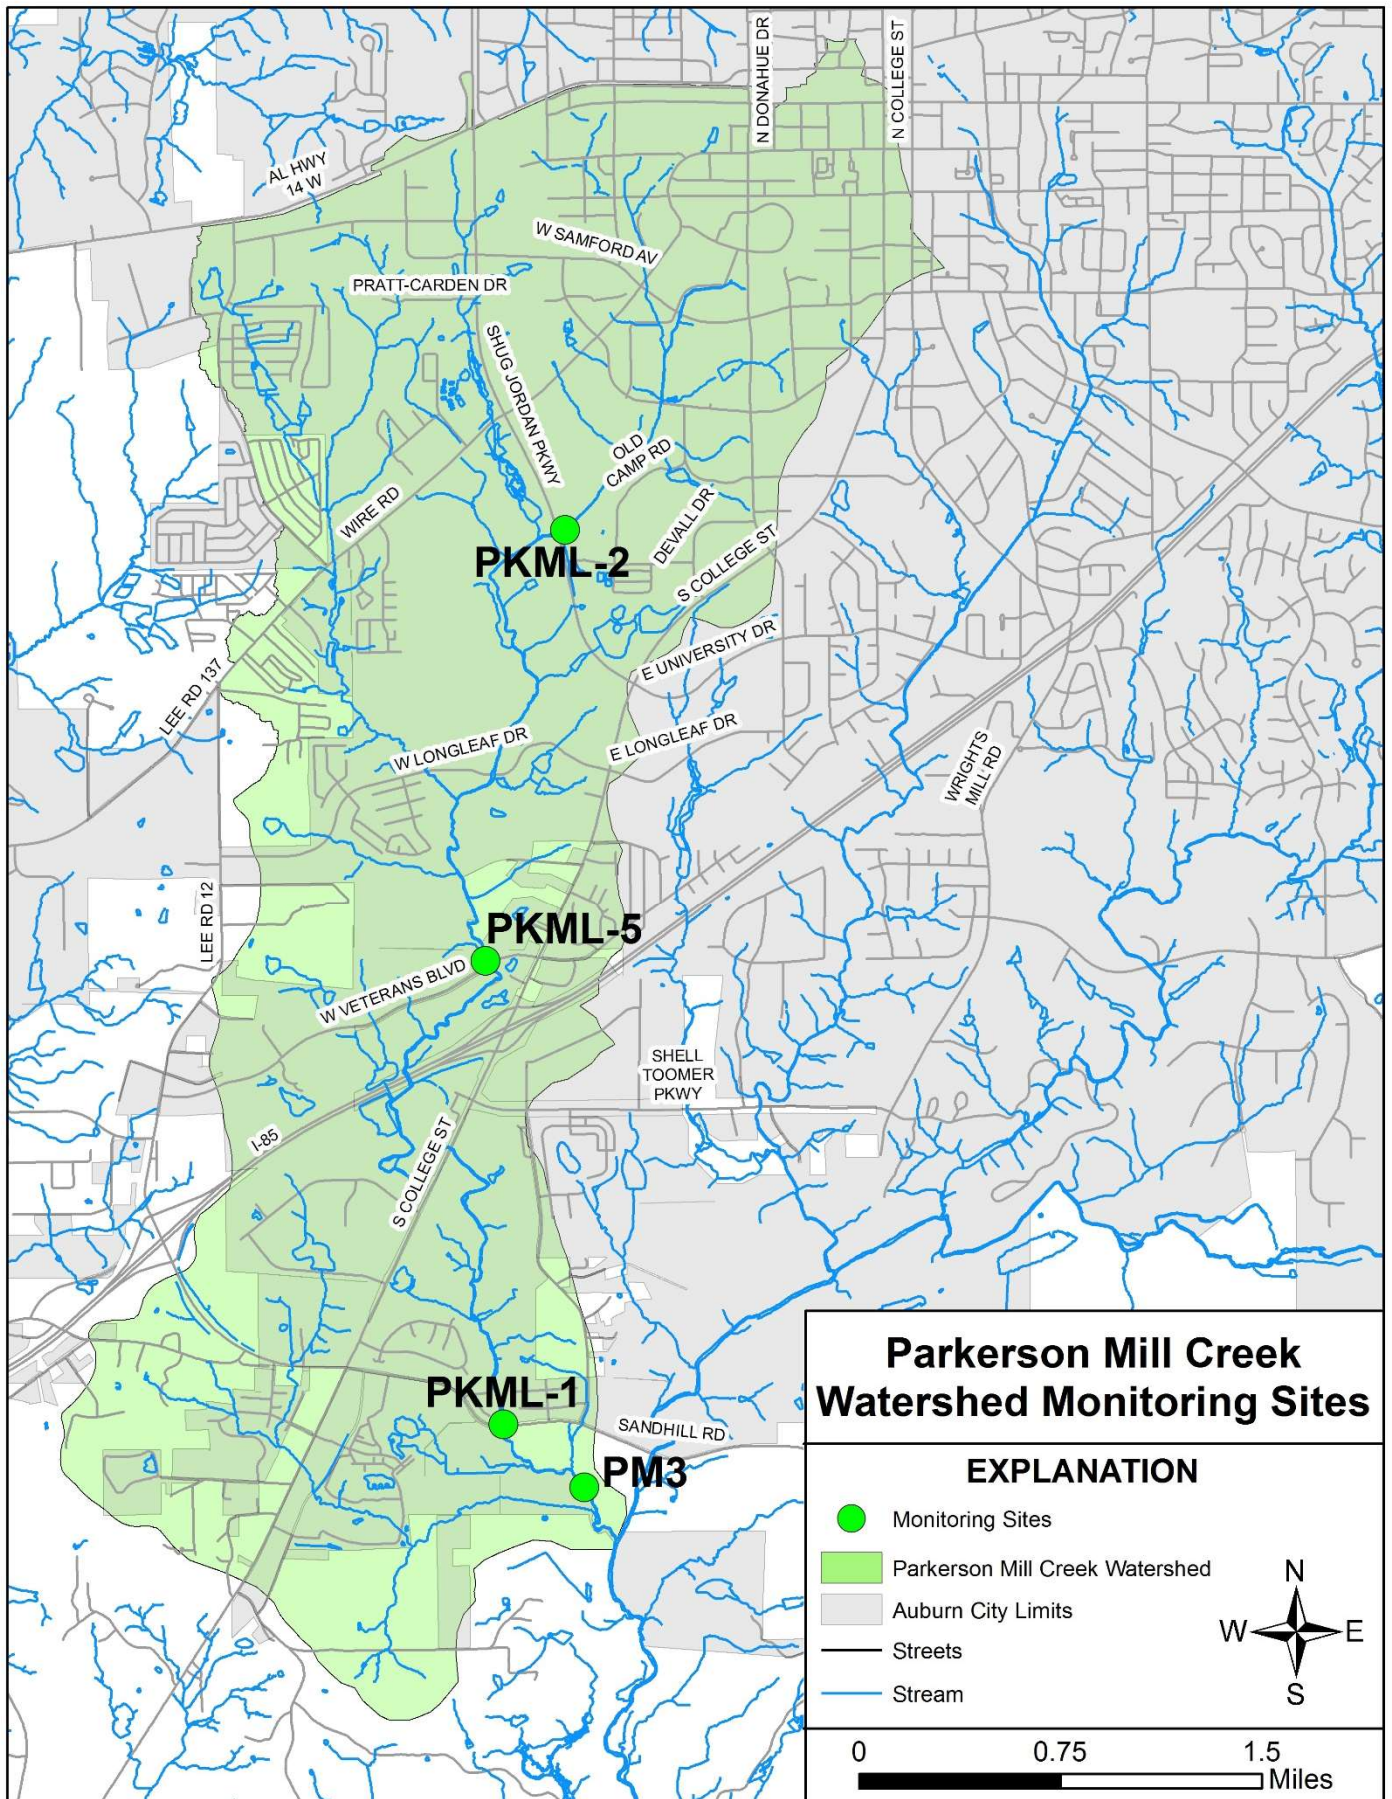 N DONAHUE DR
N COLLEGE ST
AL HWY
14 W
W SAMFORD AV
PRATT-CARDEN DR
SHUG JORDAN PKWY
OLD
CAMP RD
WIRE RD
DEVALL DR
PKML-2
S COLLEGE ST
E UNIVERSITY DR
LEE RD 137
W LONGLEAF DR
E LONGLEAF DR
WRIGHTS
MILL RD
LEE RD 12
PKML-5
W VETERANS BLVD
SHELL
TOOMER
PKWY
I-85
S COLLEGE ST
PKML-1
SANDHILL RD
PM3
Parkerson Mill Creek
Watershed Monitoring Sites
EXPLANATION
Monitoring Sites
Parkerson Mill Creek Watershed
Auburn City Limits
Streets
Stream
N
W E
S
0 0.75 1.5
Miles